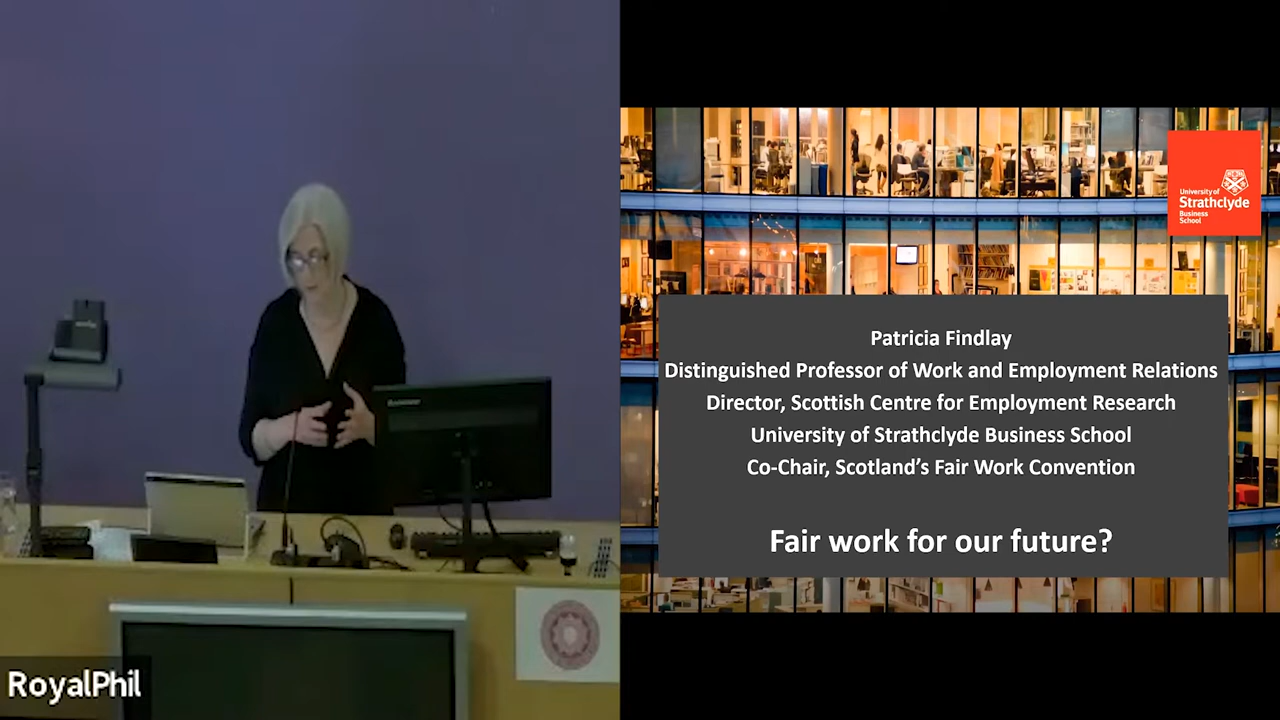 University of
Strathclyde
Business
School
Patricia Findlay
Distinguished Professor of Work and Employment Relations
Director, Scottish Centre for Employment Research
University of Strathclyde Business School
Co-Chair, Scotland's Fair Work Convention
Fair work for our future?
RoyalPhil